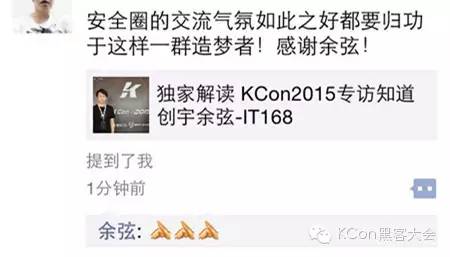 安全圈的交流气氛如此之好都要归功
于这样一群造梦者！感谢余弦！
独家解读 KCon2015专访知道
创宇余弦-IT168
提到了我
1分钟前
余弦:
KCon黑客大会